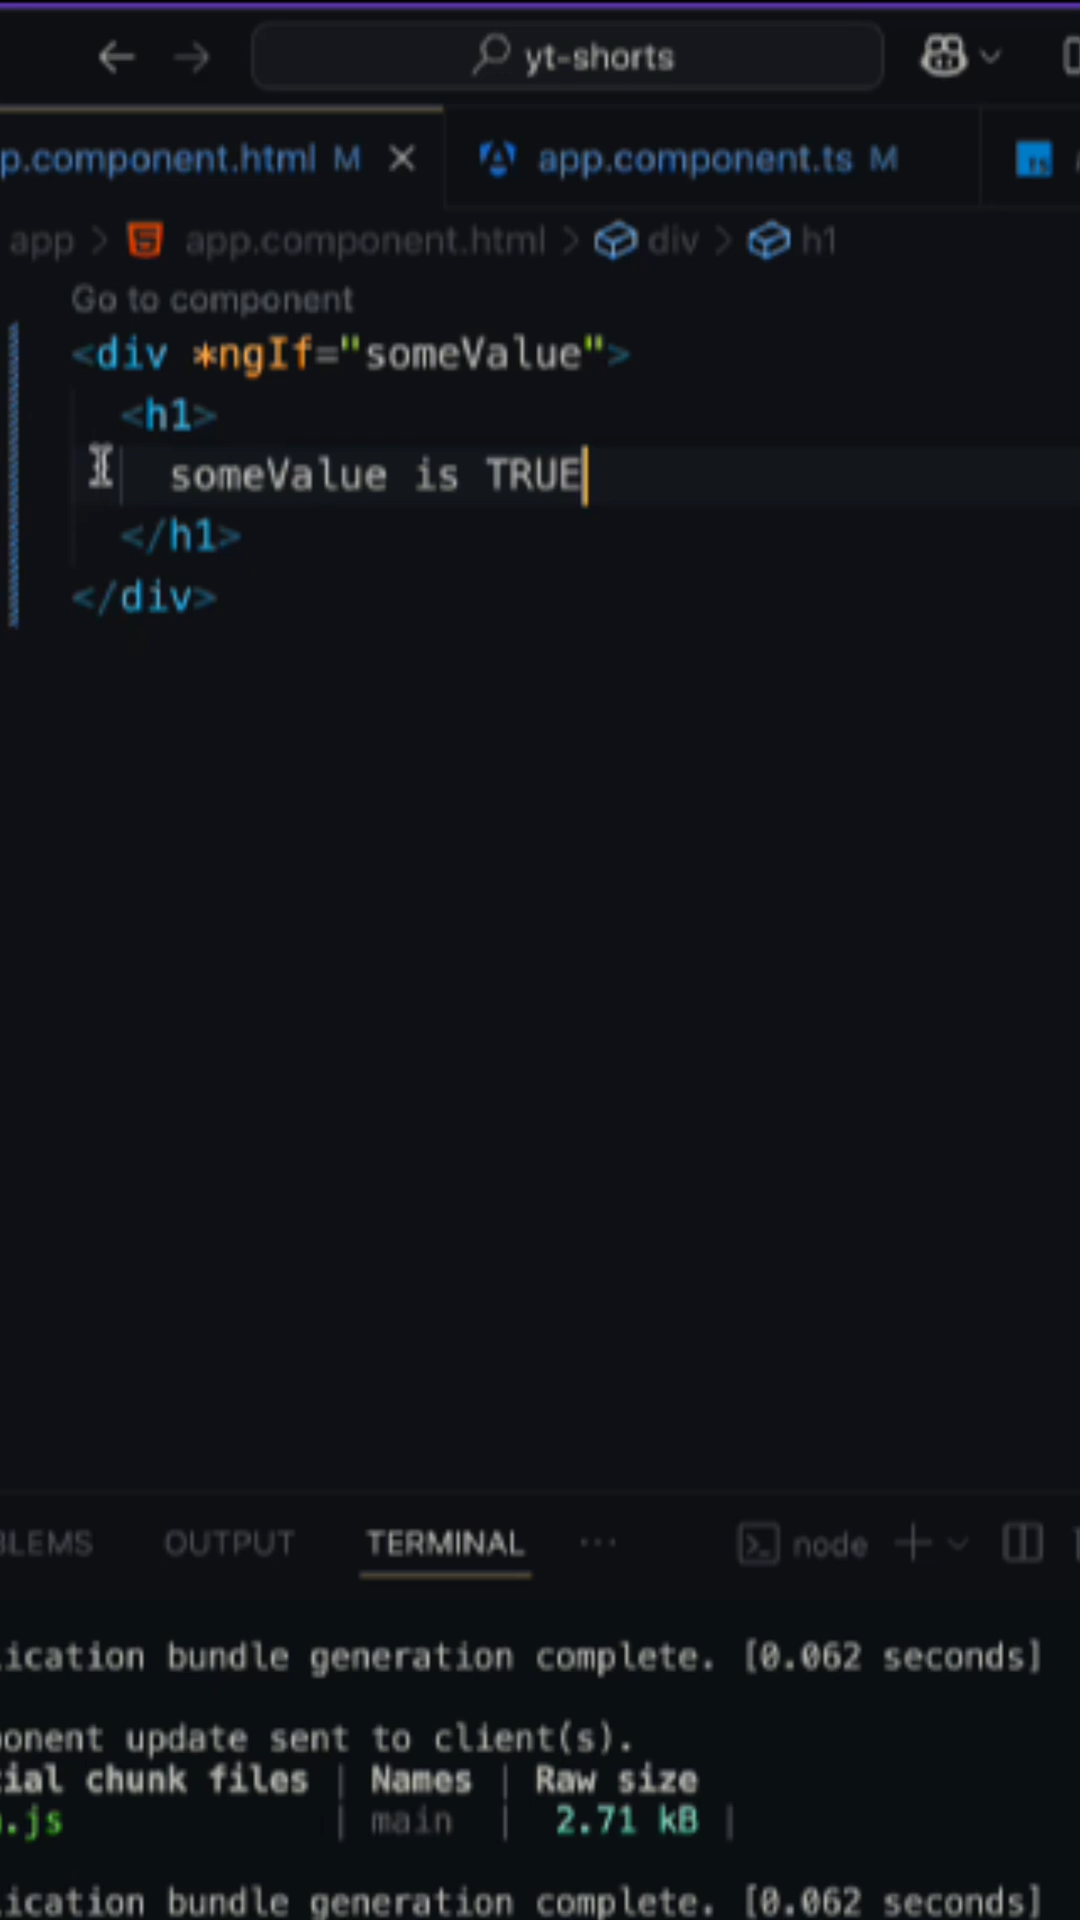 yt-shorts
p.component.html M
app.component.ts M
TS
app > app.component.html > div > h1
Go to component
<div *ngIf="someValue">
<h1>
someValue is TRUE
</h1>
</div>
BLEMS OUTPUT TERMINAL ··· node
ication bundle generation complete. [0.062 seconds]
onent update sent to client(s).
ial chunk files | Names | Raw size
.js | main | 2.71 kB |
ication bundle generation complete. [0.062 seconds]